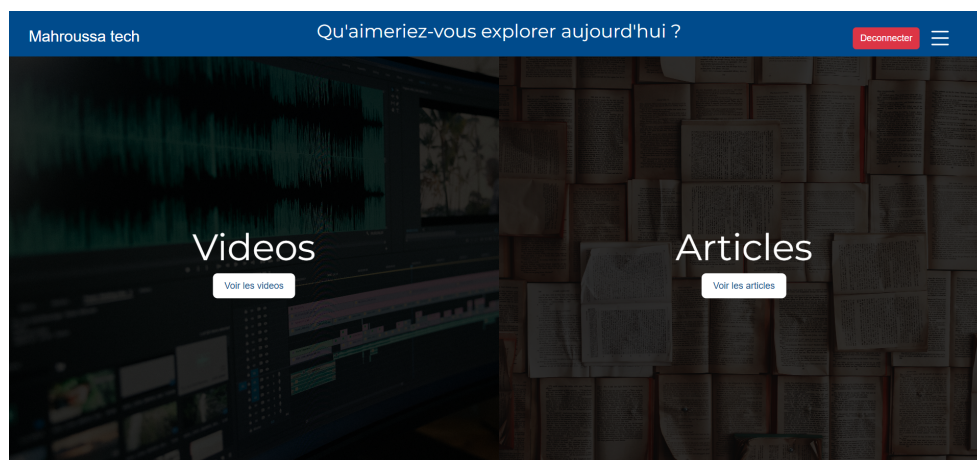 Mahroussa tech
Qu'aimeriez-vous explorer aujourd'hui ?
Deconnecter
Videos
Voir les videos
Articles
Voir les articles